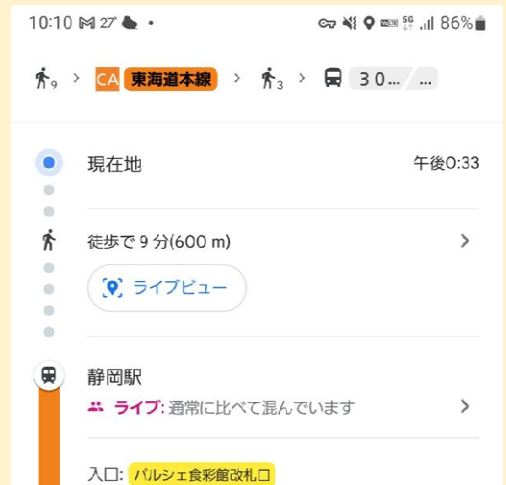 10:10 27° 5G 86%
9 > CA 東海道本線 > 3 > 30… …
現在地 午後0:33
徒歩で 9 分(600 m)
ライブビュー
静岡駅
ライブ: 通常に比べて混んでいます
入口: パルシェ食彩館改札口